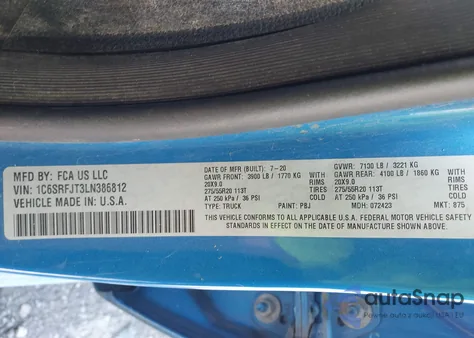 MFD BY: FCA US LLC
VIN: 1C6SRFJT3LN386812
VEHICLE MADE IN: U.S.A.
DATE OF MFR (BUILT): 7-20
GVWR: 7130 LB / 3221 KG
GAWR FRONT: 3900 LB / 1770 KG WITH
GAWR REAR: 4100 LB / 1860 KG WITH
20X9.0 RIMS
20X9.0 RIMS
275/55R20 113T TIRES
275/55R20 113T TIRES
AT 250 kPa / 36 PSI COLD
AT 250 kPa / 36 PSI COLD
TYPE: TRUCK PAINT: PBJ MDH: 072423 MKT: 875
THIS VEHICLE CONFORMS TO ALL APPLICABLE U.S.A. FEDERAL MOTOR VEHICLE SAFETY
STANDARDS IN EFFECT ON THE DATE OF MANUFACTURE SHOWN ABOVE.
autoSnap